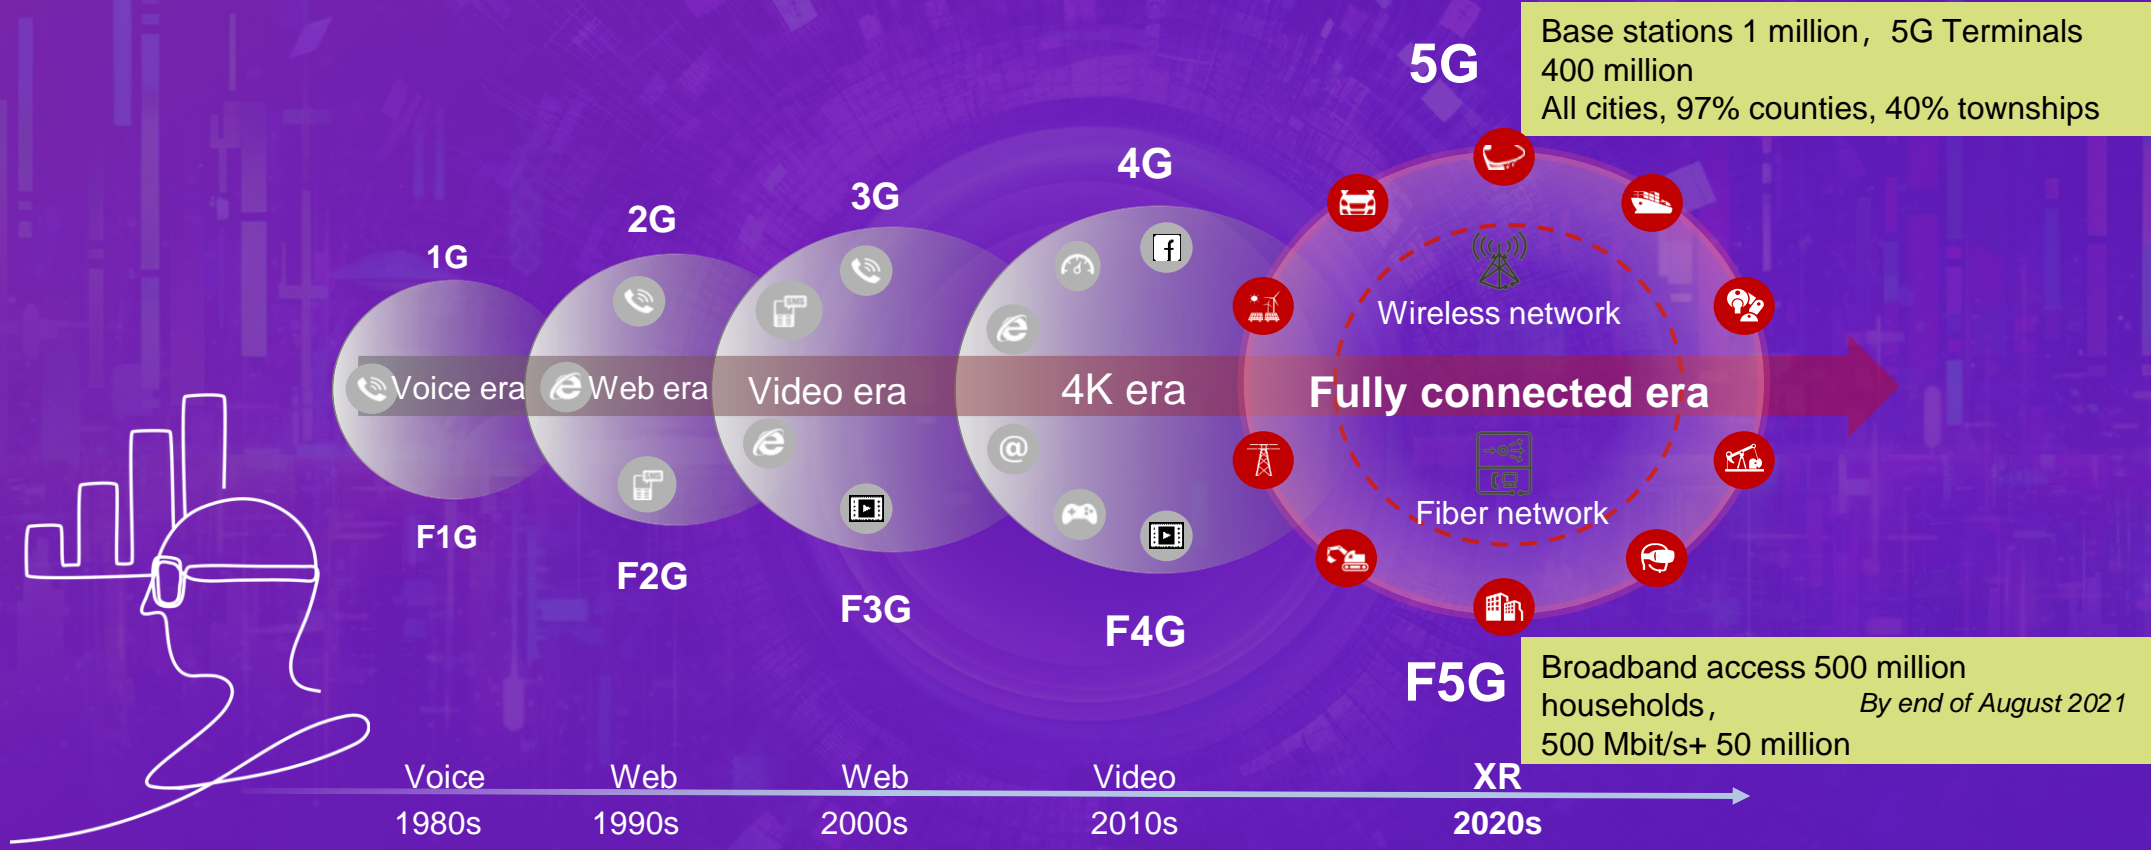 5G
Base stations 1 million，5G Terminals
400 million
All cities, 97% counties, 40% townships
4G
3G
2G
1G
Wireless network
Voice era
Web era
Video era
4K era
Fully connected era
SMS
SMS
Fiber network
F1G
F2G
F3G
F4G
F5G
Broadband access 500 million
households，
By end of August 2021
500 Mbit/s+ 50 million
Voice
Web
Web
Video
XR
1980s
1990s
2000s
2010s
2020s